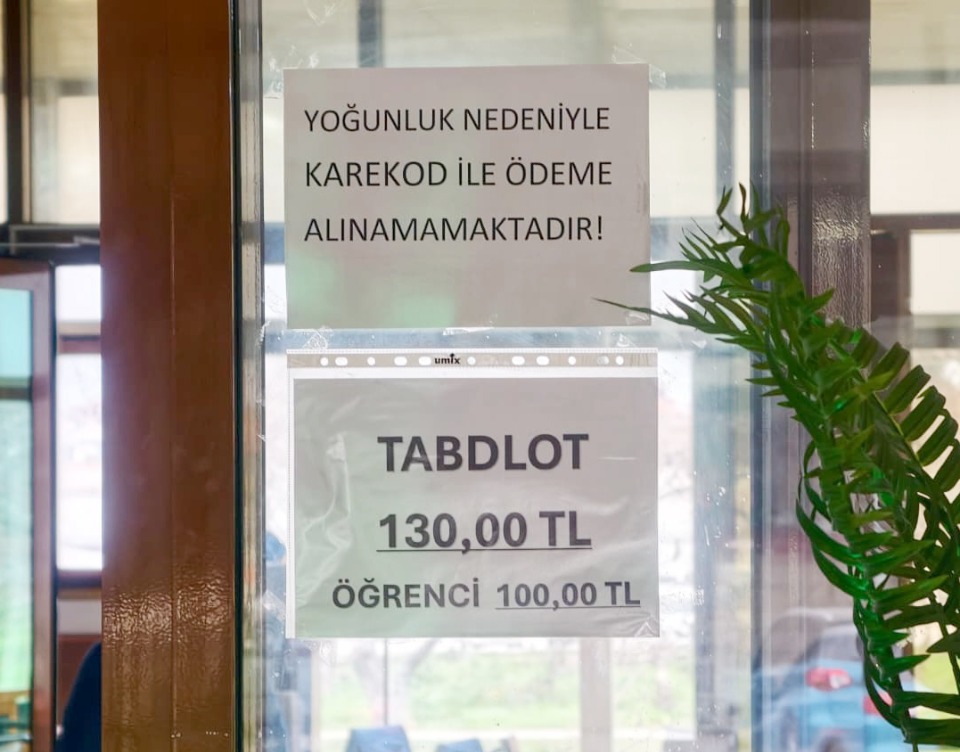 YOĞUNLUK NEDENİYLE
KAREKOD İLE ÖDEME
ALINAMAMAKTADIR!
umix
TABDLOT
130,00 TL
ÖĞRENCİ 100,00 TL